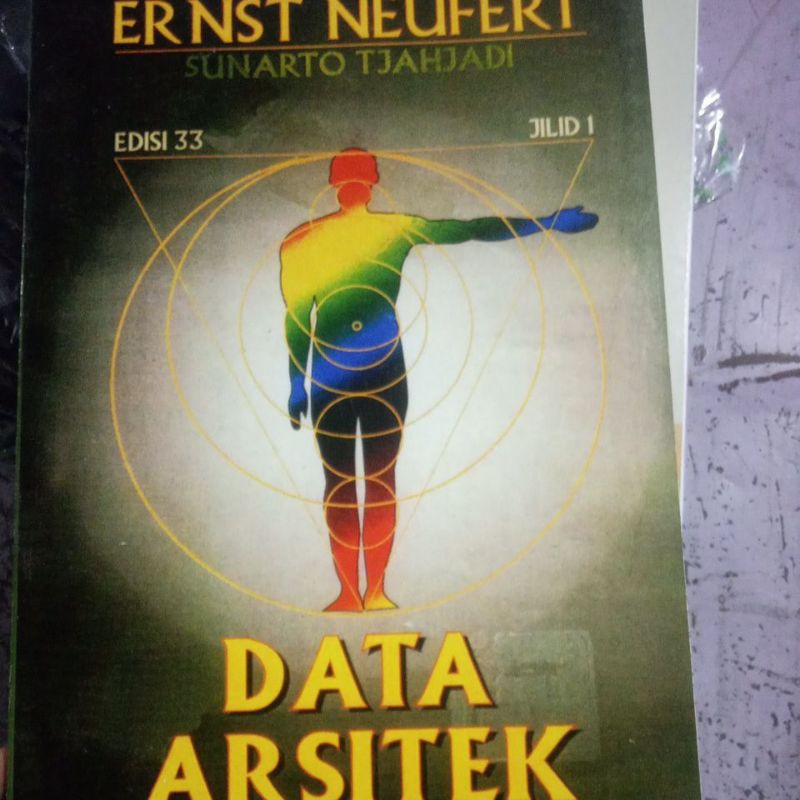 ERNST NEUFERT
SUNARTO TJAHJADI
EDISI 33
JILID 1
DATA
ARSITEK